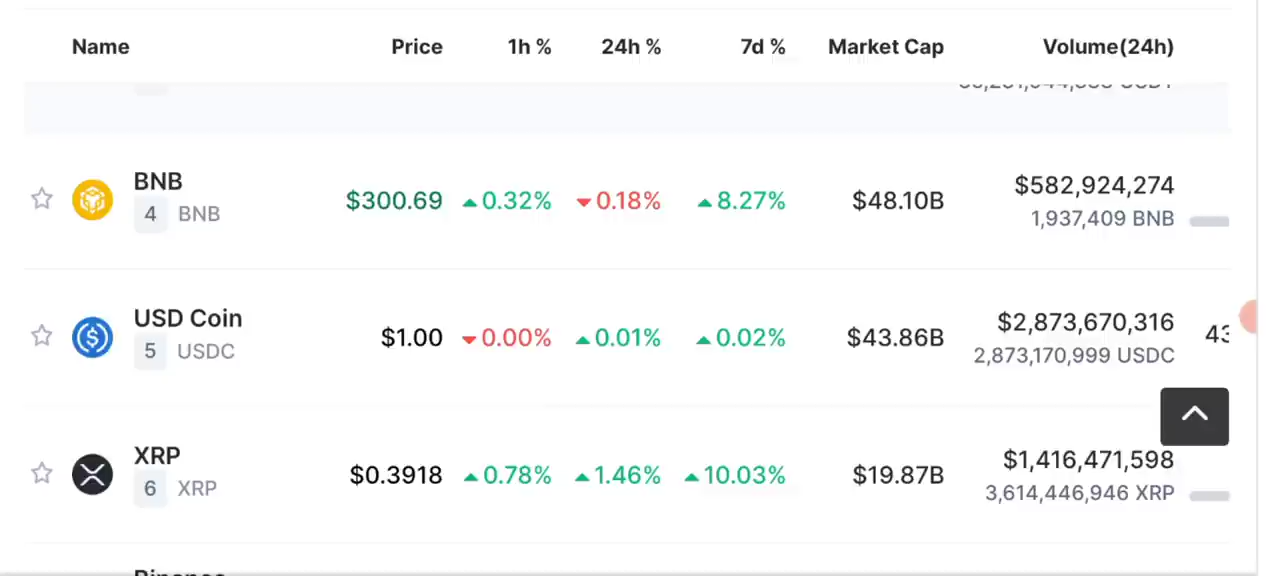 Name Price 1h % 24h % 7d % Market Cap Volume(24h)
BNB
4 BNB
$300.69 0.32% 0.18% 8.27% $48.10B $582,924,274
1,937,409 BNB
USD Coin
5 USDC
$1.00 0.00% 0.01% 0.02% $43.86B $2,873,670,316
2,873,170,999 USDC
43
XRP
6 XRP
$0.3918 0.78% 1.46% 10.03% $19.87B $1,416,471,598
3,614,446,946 XRP